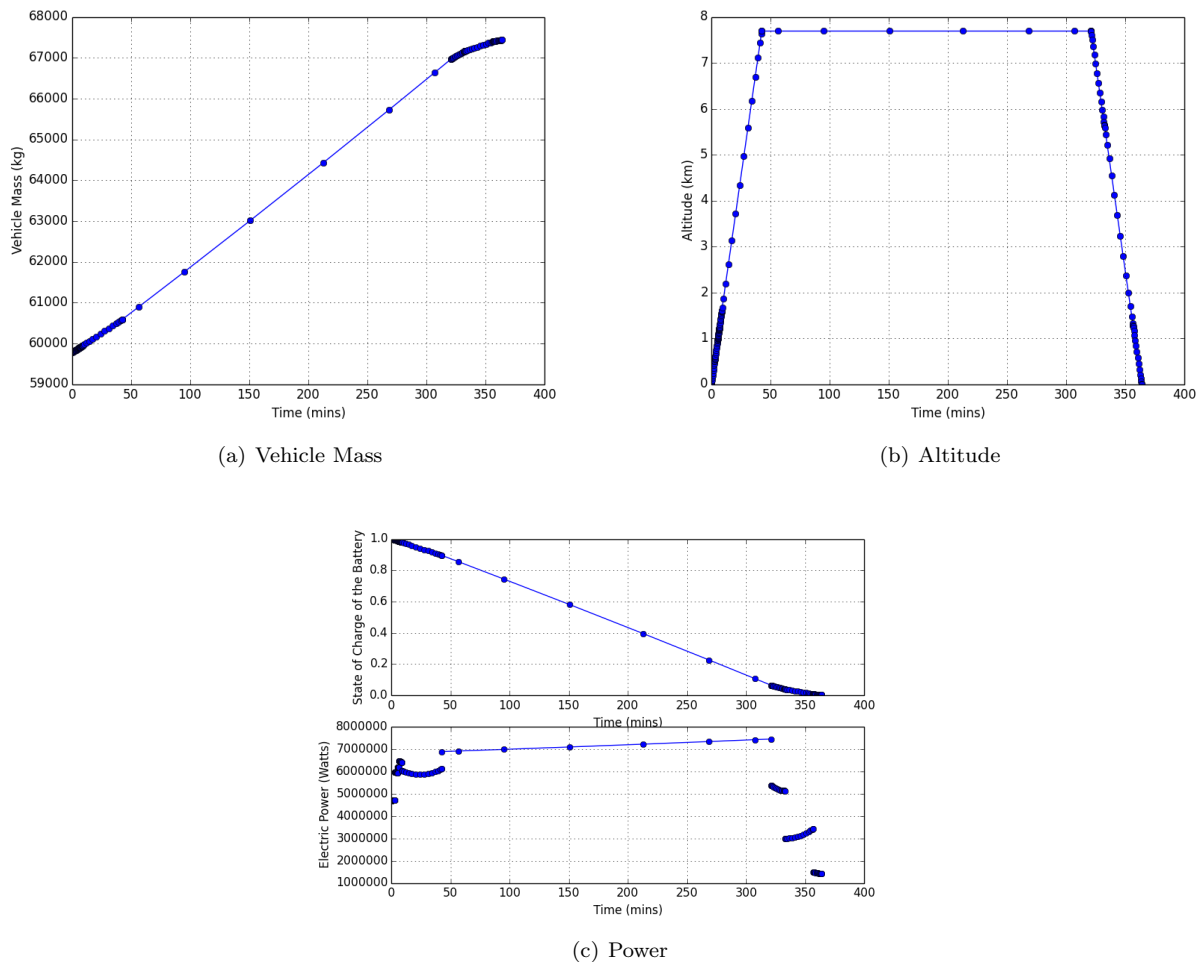 68000
67000
66000
65000
64000
63000
62000
61000
60000
59000
Vehicle Mass (kg)
0 50 100 150 200 250 300 350 400
Time (mins)
(a) Vehicle Mass
8
7
6
5
4
3
2
1
0
Altitude (km)
0 50 100 150 200 250 300 350 400
Time (mins)
(b) Altitude
1.0
0.8
0.6
0.4
0.2
0.0
State of Charge of the Battery
0 50 100 150 200 250 300 350 400
Time (mins)
8000000
7000000
6000000
5000000
4000000
3000000
2000000
1000000
Electric Power (Watts)
0 50 100 150 200 250 300 350 400
Time (mins)
(c) Power